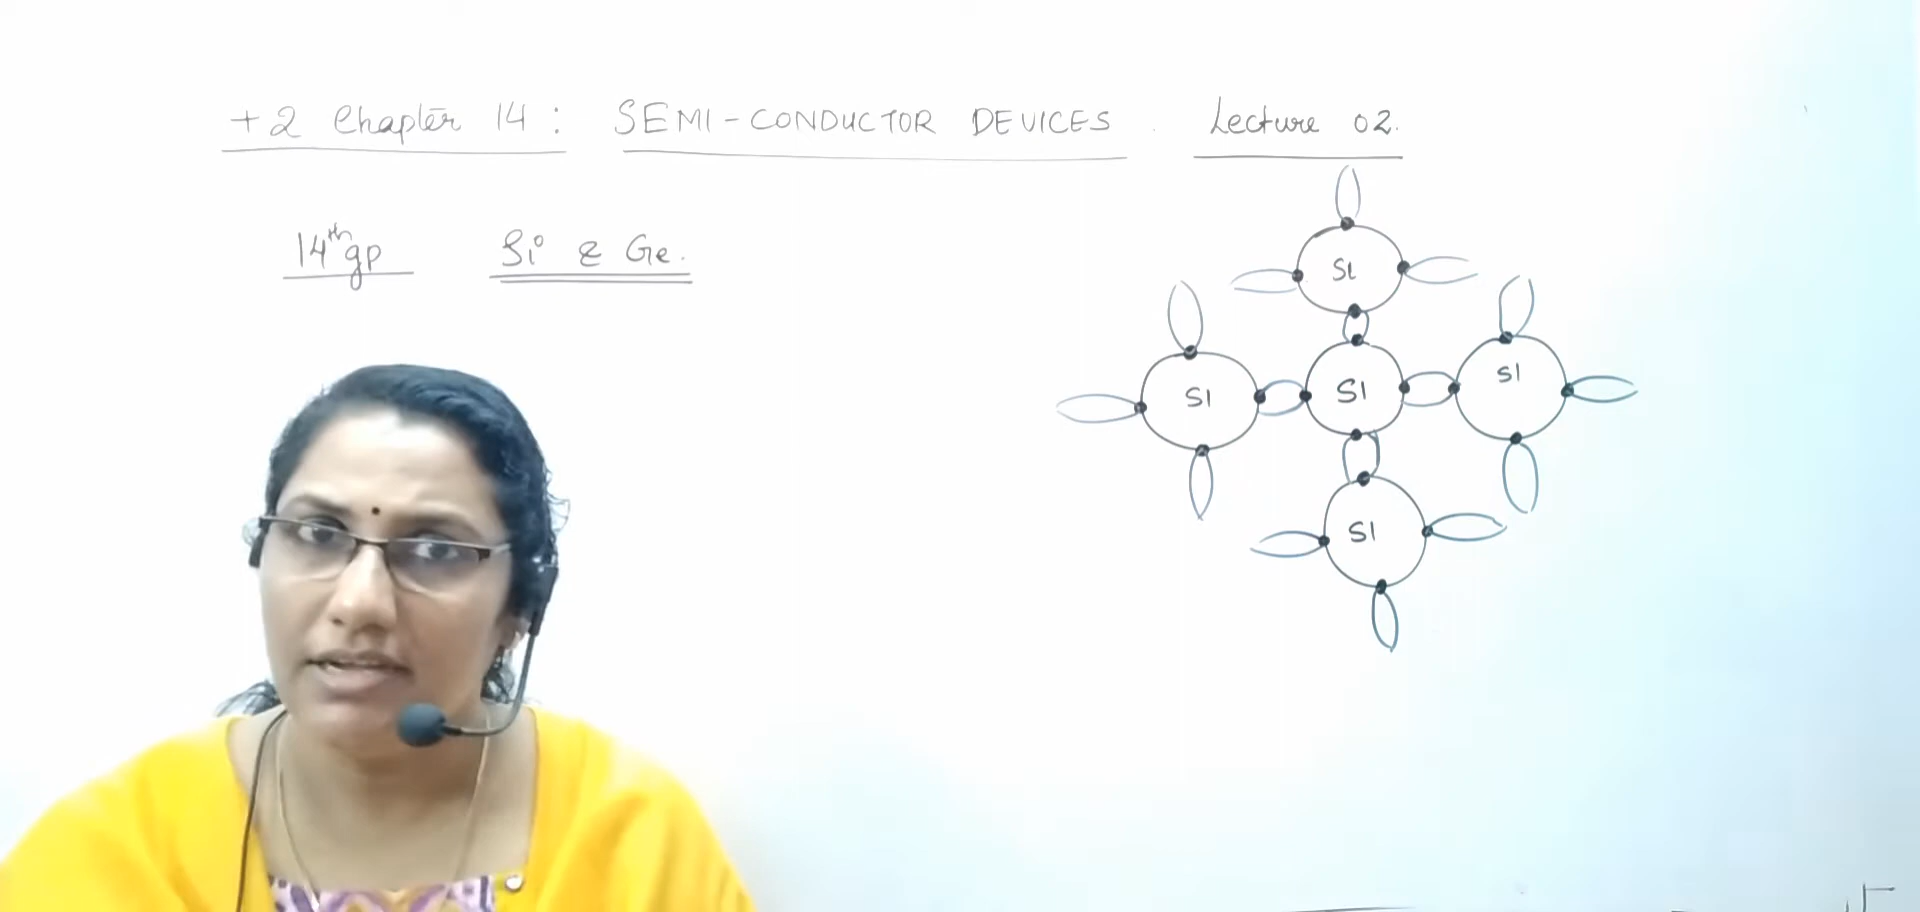 +2 Chapter 14: SEMI-CONDUCTOR DEVICES. Lecture 02.
14th gp Si & Ge.
Si
Si Si Si
Si